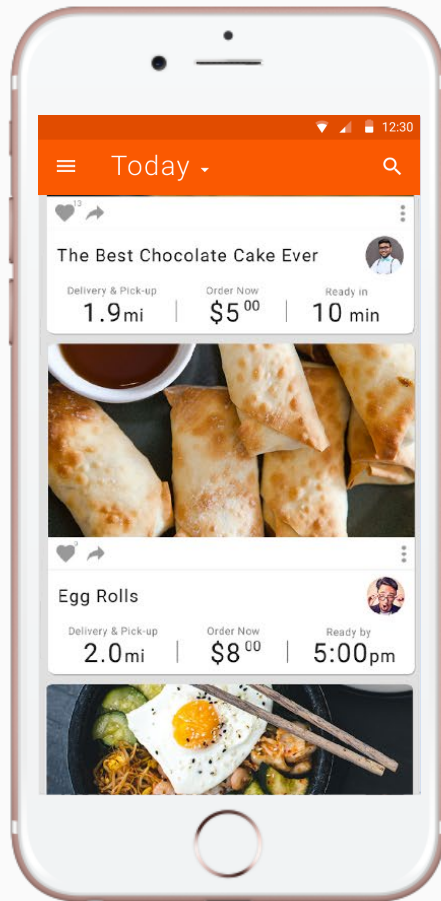 12:30
Today
13
The Best Chocolate Cake Ever
Delivery & Pick-up Order Now Ready in
1.9mi $5 00 10 min
Egg Rolls
Delivery & Pick-up Order Now Ready by
2.0mi $8 00 5:00pm